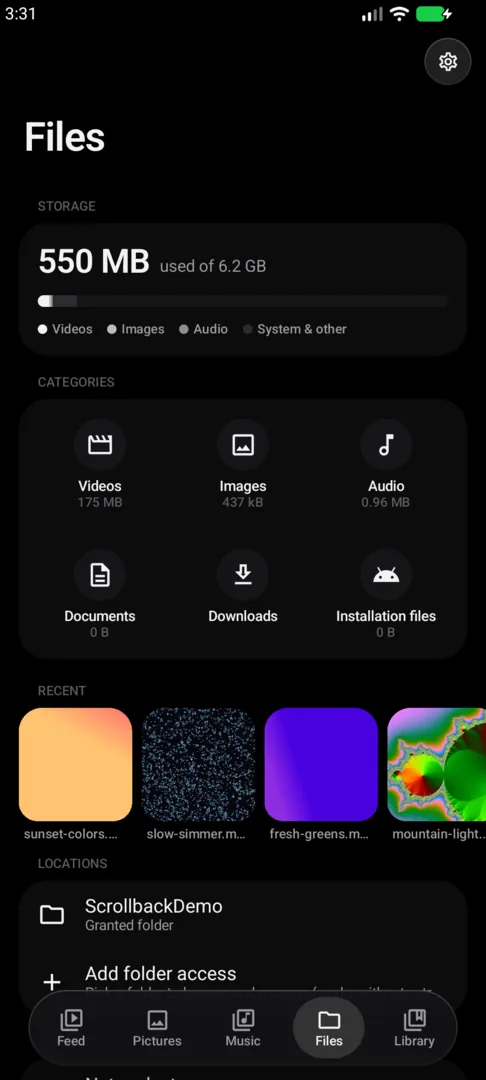 3:31
Files
STORAGE
550 MB used of 6.2 GB
Videos Images Audio System & other
CATEGORIES
Videos Images Audio
175 MB 437 kB 0.96 MB
Documents Downloads Installation files
0 B 0 B
RECENT
sunset-colors.... slow-simmer.m... fresh-greens.m... mountain-light..
LOCATIONS
ScrollbackDemo
Granted folder
Add folder access
Feed Pictures Music Files Library